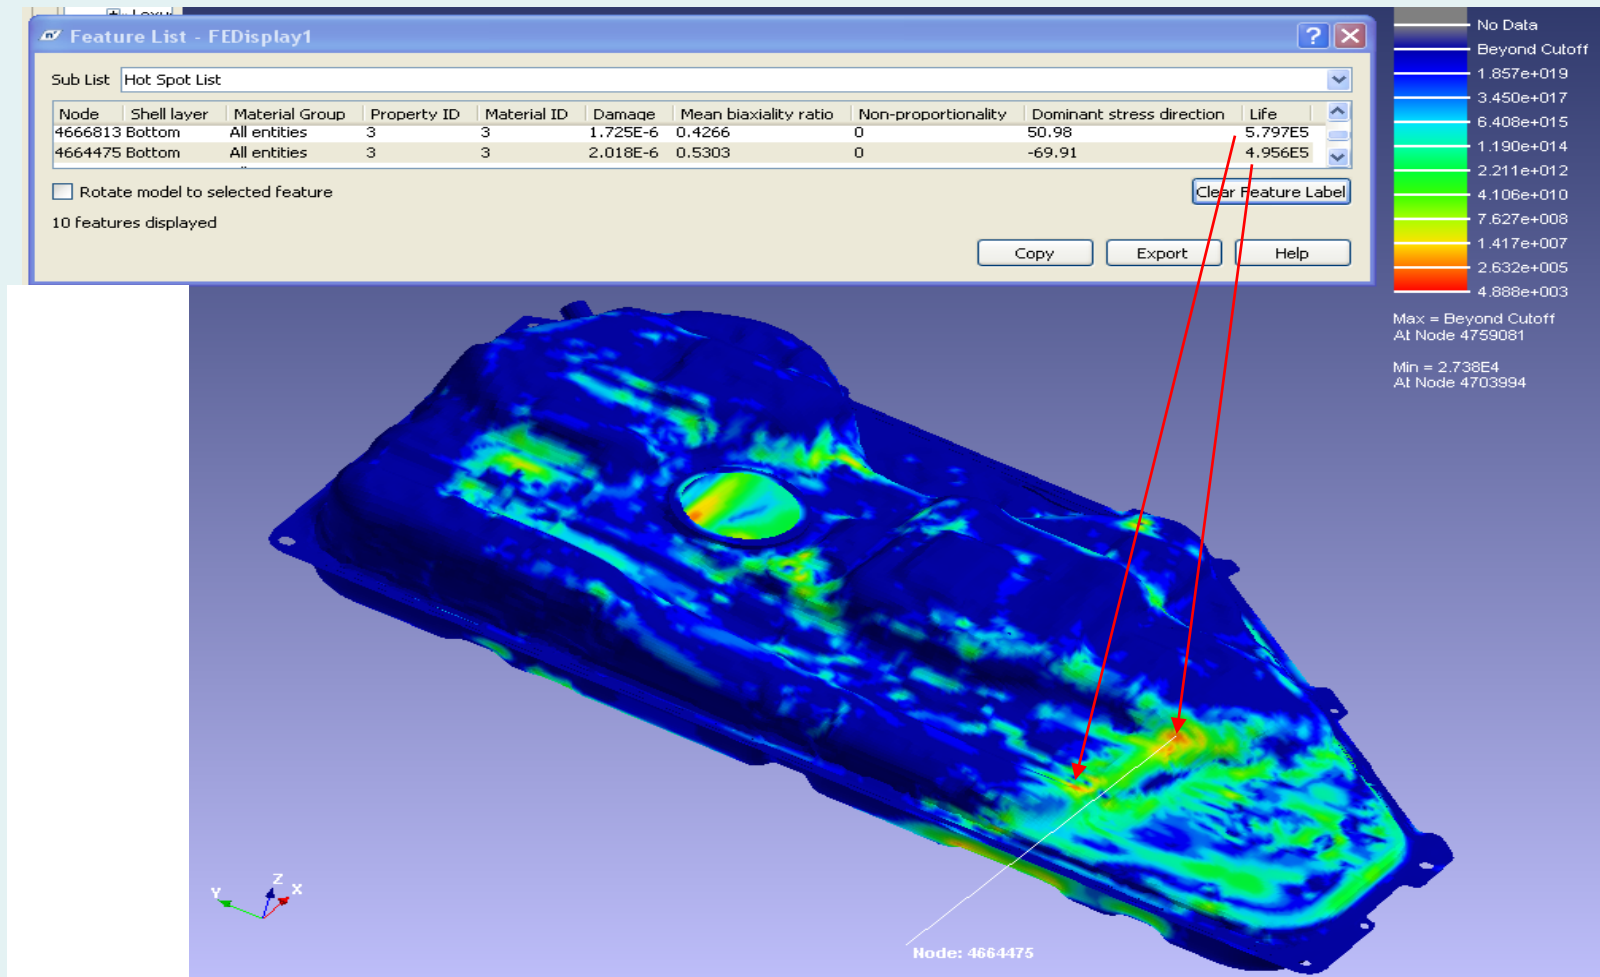 Feature List - FEDisplay1
Sub List Hot Spot List
Node Shell layer Material Group Property ID Material ID Damage Mean biaxiality ratio Non-proportionality Dominant stress direction Life
4666813 Bottom All entities 3 3 1.725E-6 0.4266 0 50.98 5.797E5
4664475 Bottom All entities 3 3 2.018E-6 0.5303 0 -69.91 4.956E5
Rotate model to selected feature
Clear Feature Label
10 features displayed
Copy Export Help
No Data
Beyond Cutoff
1.857e+019
3.450e+017
6.408e+015
1.190e+014
2.211e+012
4.106e+010
7.627e+008
1.417e+007
2.632e+005
4.888e+003
Max = Beyond Cutoff
At Node 4759081
Min = 2.738E4
At Node 4703994
Z
Y X
Node: 4664475